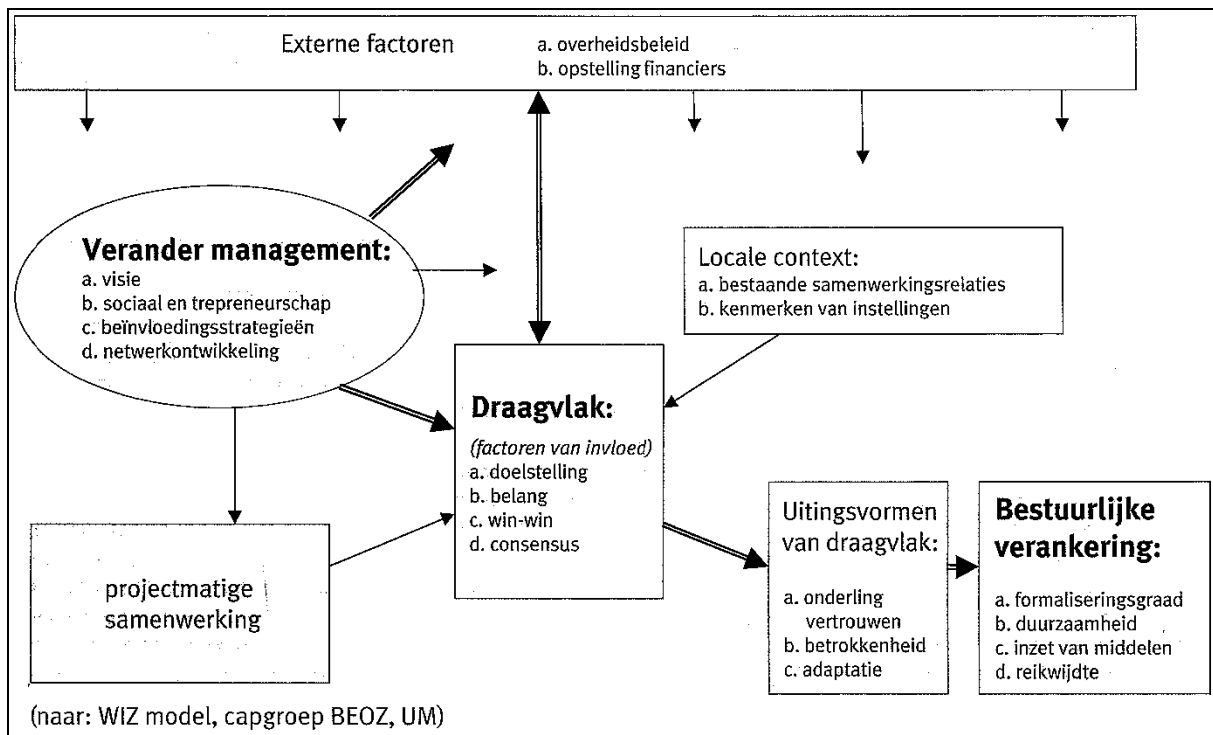 Externe factoren
a. overheidsbeleid
b. opstelling financiers
Verander management:
a. visie
b. sociaal en trepreneurschap
c. beïnvloedingsstrategieën
d. netwerkontwikkeling
Locale context:
a. bestaande samenwerkingsrelaties
b. kenmerken van instellingen
Draagvlak:
(factoren van invloed)
a. doelstelling
b. belang
c. win-win
d. consensus
projectmatige
samenwerking
Uitingsvormen
van draagvlak:
a. onderling
vertrouwen
b. betrokkenheid
c. adaptatie
Bestuurlijke
verankering:
a. formaliseringsgraad
b. duurzaamheid
c. inzet van middelen
d. reikwijdte
(naar: WIZ model, capgroep BEOZ, UM)